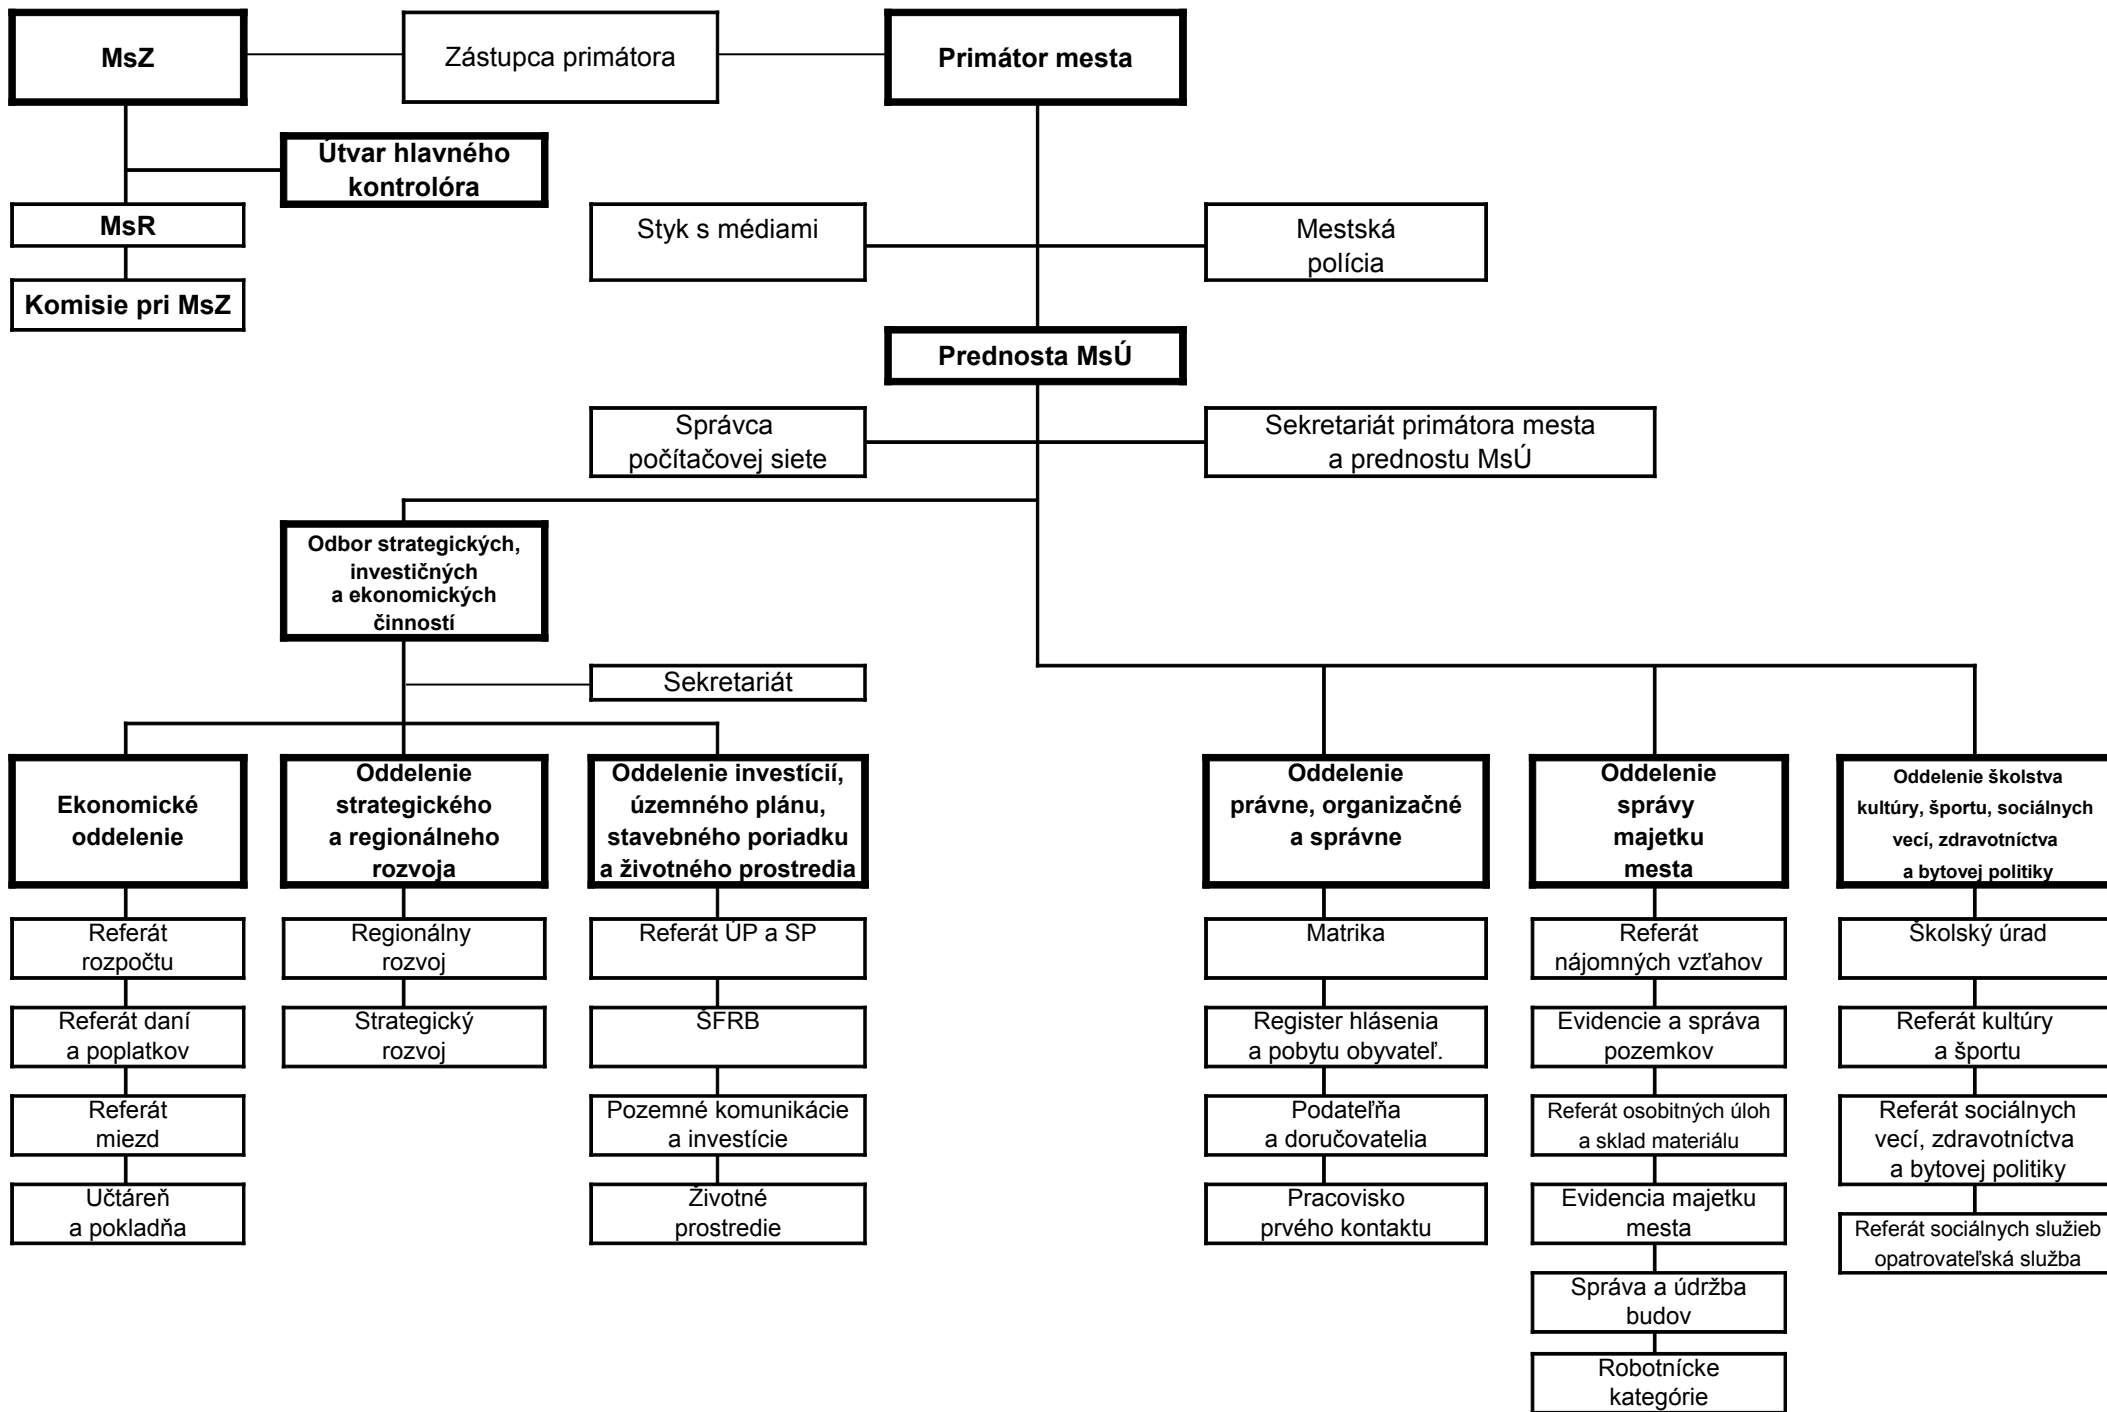 MsZ
Zástupca primátora
Primátor mesta
Útvar hlavného
kontrolóra
MsR
Styk s médiami
Mestská
polícia
Komisie pri MsZ
Prednosta MsÚ
Správca
počítačovej siete
Sekretariát primátora mesta
a prednostu MsÚ
Odbor strategických,
investičných
a ekonomických
činností
Sekretariát
Ekonomické
oddelenie
Oddelenie
strategického
a regionálneho
rozvoja
Oddelenie investícií,
územného plánu,
stavebného poriadku
a životného prostredia
Oddelenie
právne, organizačné
a správne
Oddelenie
správy
majetku
mesta
Oddelenie školstva
kultúry, športu, sociálnych
vecí, zdravotníctva
a bytovej politiky
Referát
rozpočtu
Regionálny
rozvoj
Referát ÚP a SP
Matrika
Referát
nájomných vzťahov
Školský úrad
Referát daní
a poplatkov
Strategický
rozvoj
ŠFRB
Register hlásenia
a pobytu obyvateľ.
Evidencie a správa
pozemkov
Referát kultúry
a športu
Referát
miezd
Pozemné komunikácie
a investície
Podateľňa
a doručovatelia
Referát osobitných úloh
a sklad materiálu
Referát sociálnych
vecí, zdravotníctva
a bytovej politiky
Učtáreň
a pokladňa
Životné
prostredie
Pracovisko
prvého kontaktu
Evidencia majetku
mesta
Referát sociálnych služieb
opatrovateľská služba
Správa a údržba
budov
Robotnícke
kategórie